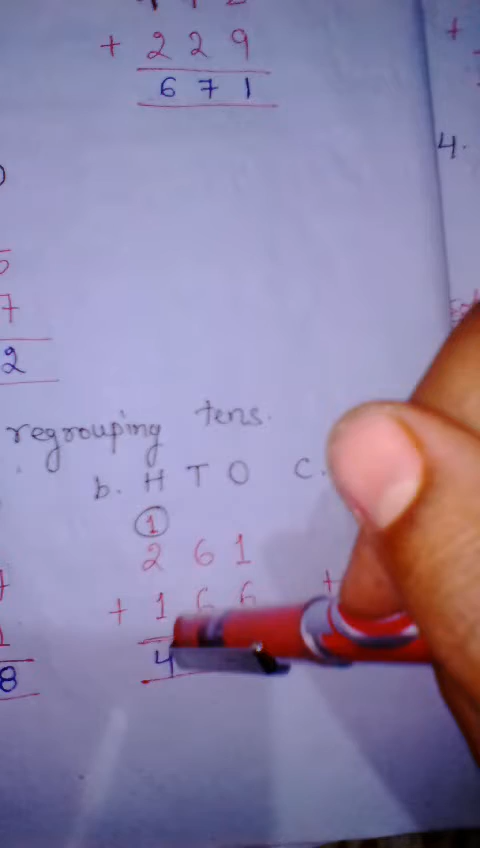 + 2 2 9
6 7 1
4.
7
2
regrouping tens.
b. H T O C.
1
2 6 1
+ 1 6 6 +
4
8